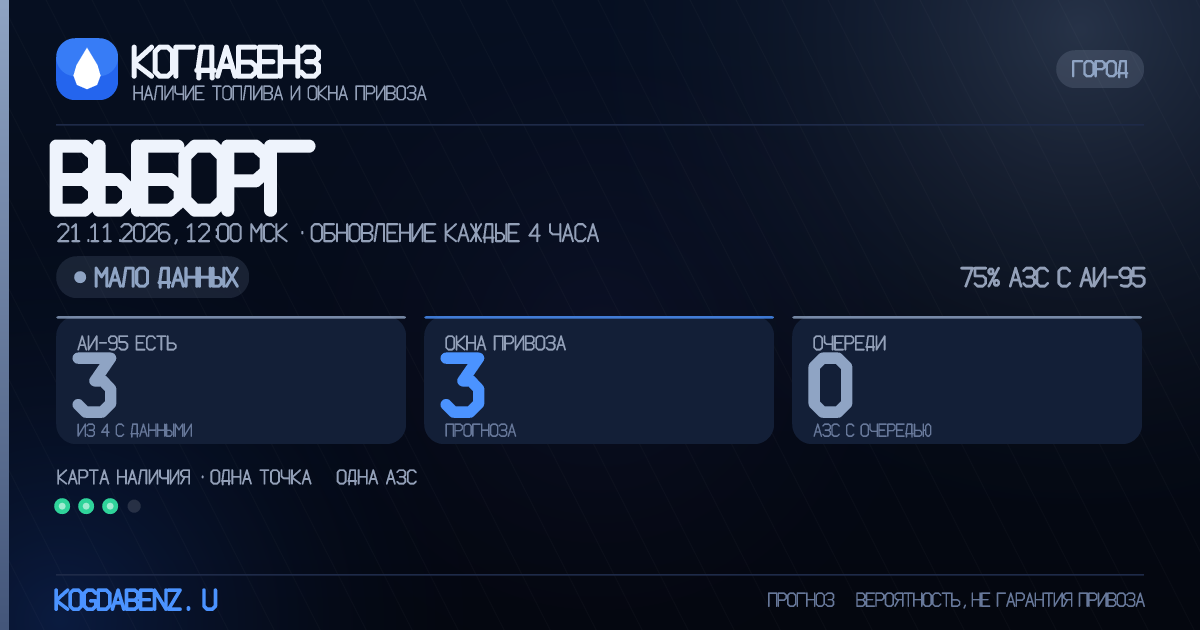 КОГДАБЕНЗ
НАЛИЧИЕ ТОПЛИВА И ОКНА ПРИВОЗА
ГОРОД
ВЫБОРГ
21.11.2026, 12:00 МСК · ОБНОВЛЕНИЕ КАЖДЫЕ 4 ЧАСА
МАЛО ДАННЫХ
75% АЗС С АИ-95
АИ-95 ЕСТЬ
3
ИЗ 4 С ДАННЫМИ
ОКНА ПРИВОЗА
3
ПРОГНОЗА
ОЧЕРЕДИ
0
АЗС С ОЧЕРЕДЬЮ
КАРТА НАЛИЧИЯ · ОДНА ТОЧКА ОДНА АЗС
KOGDABENZ. U
ПРОГНОЗ ВЕРОЯТНОСТЬ, НЕ ГАРАНТИЯ ПРИВОЗА